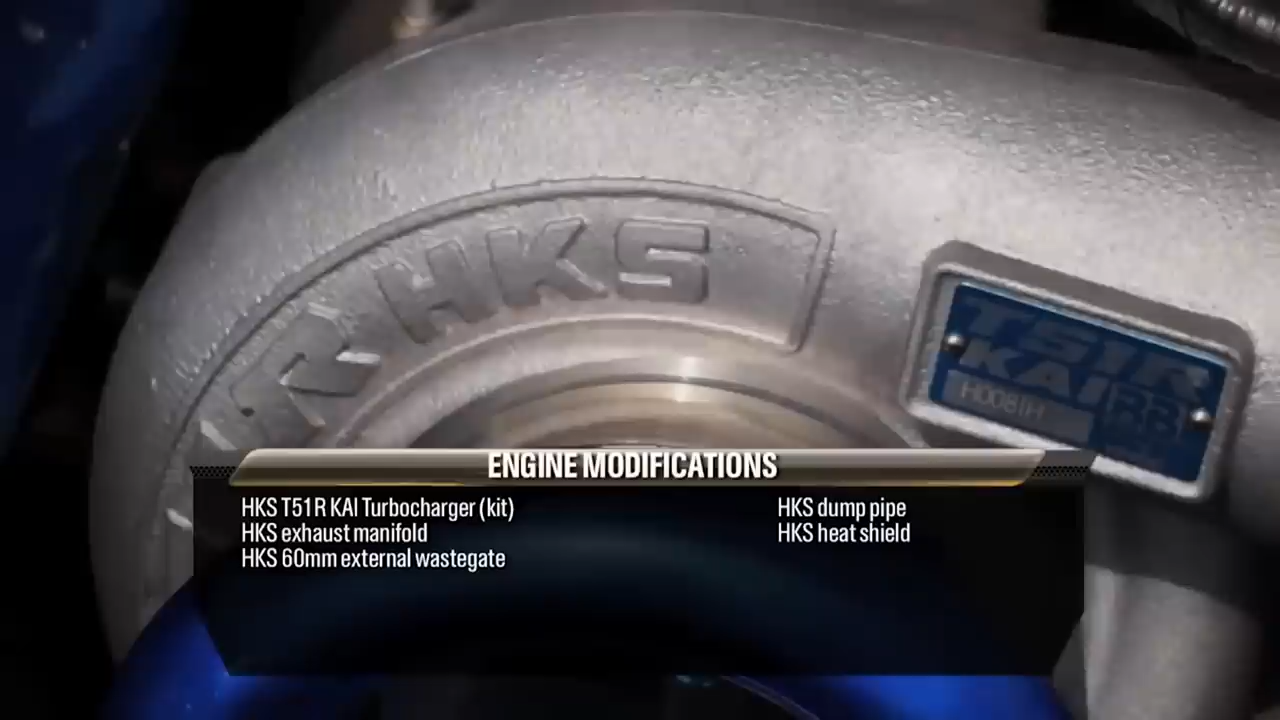 HKS
R
T51R
KAI
H0081H
ENGINE MODIFICATIONS
HKS T51R KAI Turbocharger (kit)
HKS exhaust manifold
HKS 60mm external wastegate
HKS dump pipe
HKS heat shield